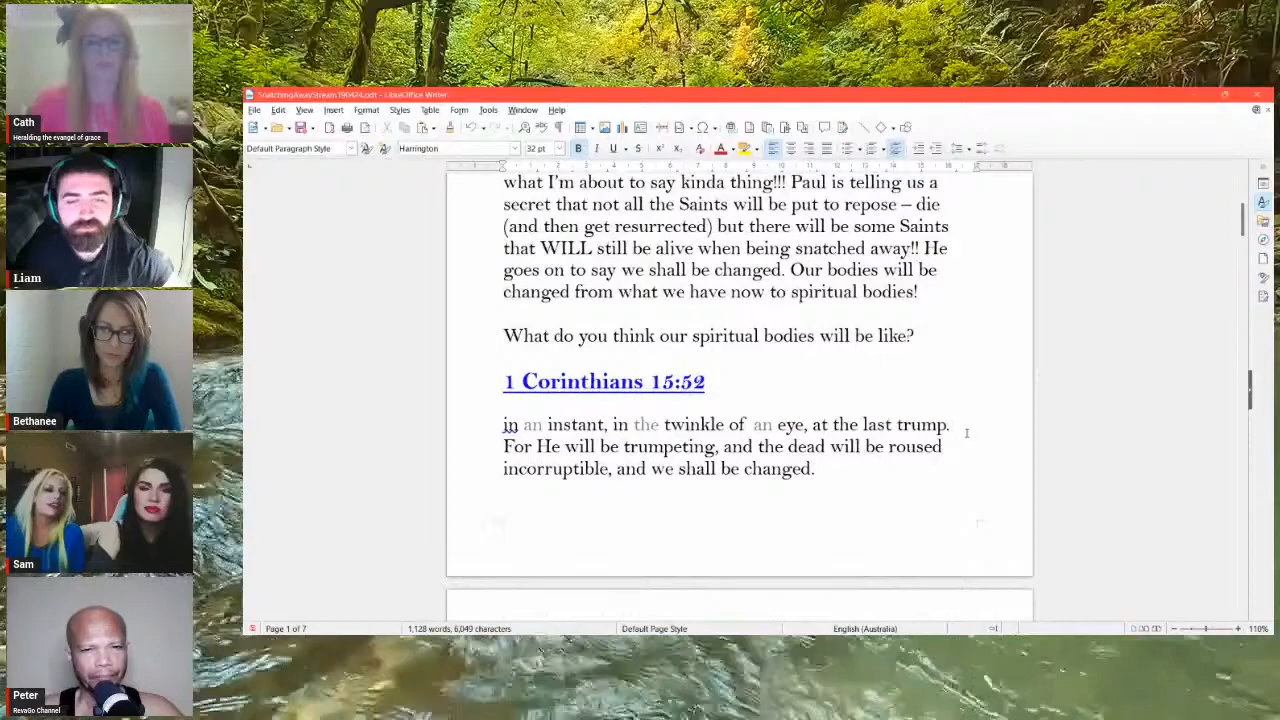 Cath
Heralding the evangel of grace
Liam
Bethanee
Sam
Peter
RevaGo Channel
SnatchingAwayStream190424.odt - LibreOffice Writer
File Edit View Insert Format Styles Table Form Tools Window Help
Default Paragraph Style
Harrington
32 pt
what I'm about to say kinda thing!!! Paul is telling us a
secret that not all the Saints will be put to repose – die
(and then get resurrected) but there will be some Saints
that WILL still be alive when being snatched away!! He
goes on to say we shall be changed. Our bodies will be
changed from what we have now to spiritual bodies!
What do you think our spiritual bodies will be like?
1 Corinthians 15:52
in an instant, in the twinkle of an eye, at the last trump.
For He will be trumpeting, and the dead will be roused
incorruptible, and we shall be changed.
Page 1 of 7
1,128 words, 6,049 characters
Default Page Style
English (Australia)
110%